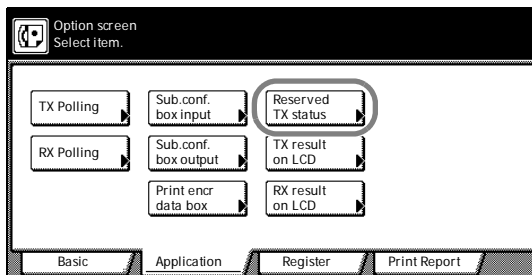 Option screen
Select item.
TX Polling
Sub.conf.
box input
Reserved
TX status
RX Polling
Sub.conf.
box output
TX result
on LCD
Print encr
data box
RX result
on LCD
Basic
Application
Register
Print Report